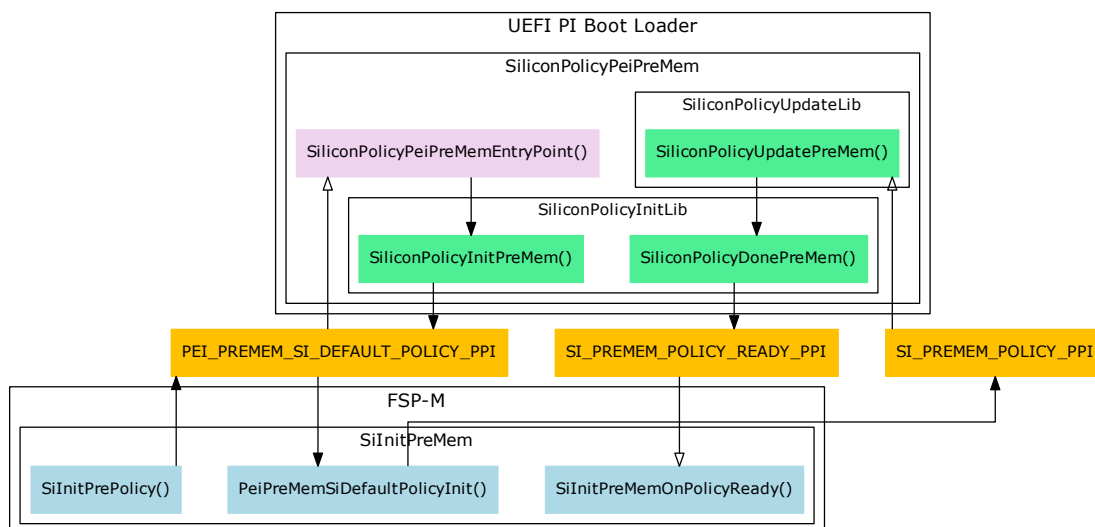 UEFI PI Boot Loader
SiliconPolicyPeiPreMem
SiliconPolicyUpdateLib
SiliconPolicyPeiPreMemEntryPoint()
SiliconPolicyUpdatePreMem()
SiliconPolicyInitLib
SiliconPolicyInitPreMem()
SiliconPolicyDonePreMem()
PEI_PREMEM_SI_DEFAULT_POLICY_PPI
SI_PREMEM_POLICY_READY_PPI
SI_PREMEM_POLICY_PPI
FSP-M
SiInitPreMem
SiInitPrePolicy()
PeiPreMemSiDefaultPolicyInit()
SiInitPreMemOnPolicyReady()